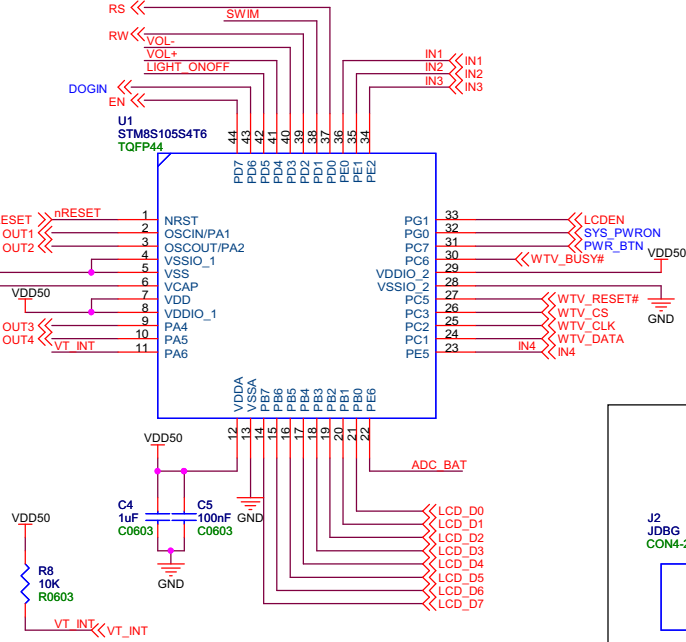 RS
SWIM
RW
VOL-
VOL+
LIGHT_ONOFF
IN1 IN1
IN2 IN2
IN3 IN3
DOGIN
EN
U1
STM8S105S4T6
TQFP44
44 43 42 41 40 39 38 37 36 35 34
PD7 PD6 PD5 PD4 PD3 PD2 PD1 PD0 PE0 PE1 PE2
ESET nRESET 1 NRST
OUT1 2 OSCIN/PA1
OUT2 3 OSCOUT/PA2
4 VSSIO_1
5 VSS
6 VCAP
VDD50 7 VDD
8 VDDIO_1
OUT3 9 PA4
OUT4 10 PA5
VT_INT 11 PA6
PG1 33 LCDEN
PG0 32 SYS_PWRON
PC7 31 PWR_BTN
PC6 30 WTV_BUSY# VDD50
VDDIO_2 29
VSSIO_2 28
PC5 27 WTV_RESET#
PC3 26 WTV_CS
PC2 25 WTV_CLK
PC1 24 WTV_DATA
PE5 23 IN4 IN4
GND
VDDA VSSA PB7 PB6 PB5 PB4 PB3 PB2 PB1 PB0 PE6
12 13 14 15 16 17 18 19 20 21 22
VDD50
ADC_BAT
C4
1uF
C0603
C5
100nF
C0603
GND
GND
LCD_D0
LCD_D1
LCD_D2
LCD_D3
LCD_D4
LCD_D5
LCD_D6
LCD_D7
VDD50
R8
10K
R0603
VT_INT VT_INT
J2
JDBG
CON4-2